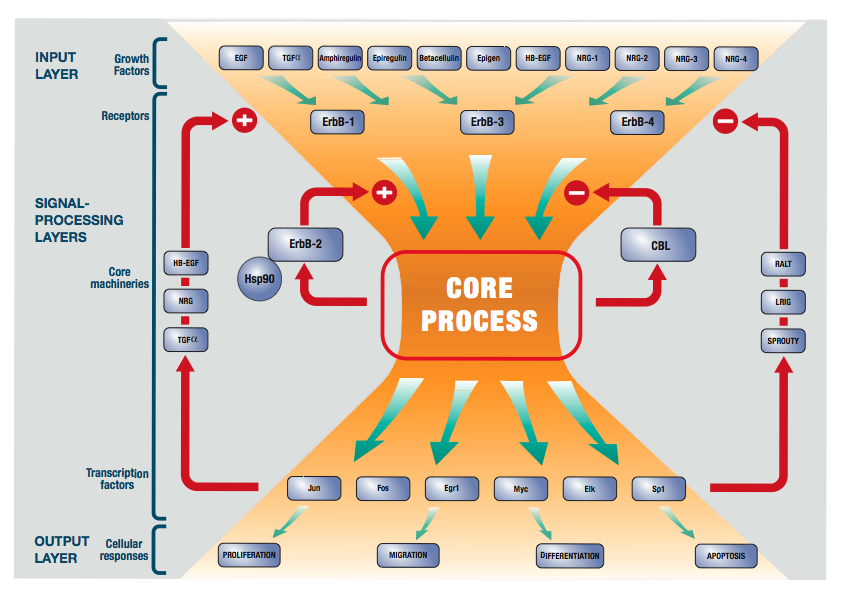 INPUT
LAYER
Growth
Factors
EGF
TGFα
Amphiregulin
Epiregulin
Betacellulin
Epigen
HB-EGF
NRG-1
NRG-2
NRG-3
NRG-4
Receptors
ErbB-1
ErbB-3
ErbB-4
+
−
SIGNAL-
PROCESSING
LAYERS
+
−
ErbB-2
Hsp90
CBL
Core
machineries
HB-EGF
NRG
TGFα
CORE
PROCESS
RALT
LRIG
SPROUTY
Transcription
factors
Jun
Fos
Egr1
Myc
Elk
Sp1
OUTPUT
LAYER
Cellular
responses
PROLIFERATION
MIGRATION
DIFFERENTIATION
APOPTOSIS